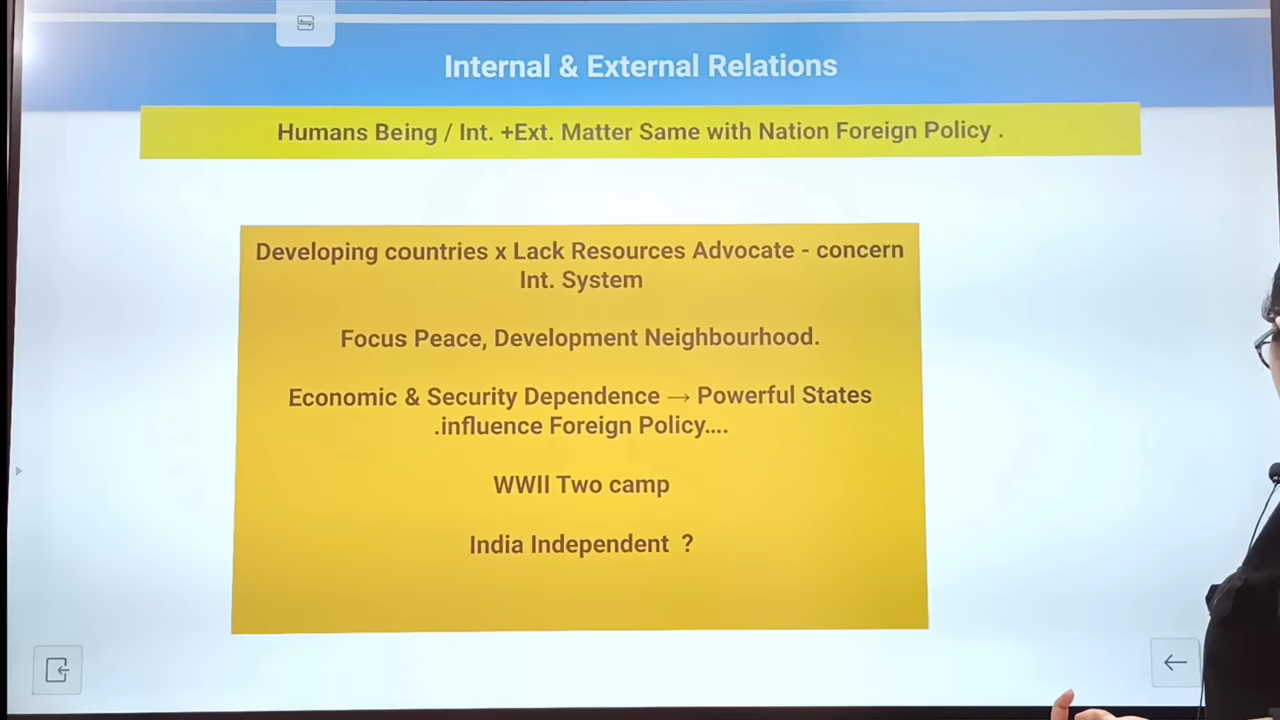 Internal & External Relations
Humans Being / Int. +Ext. Matter Same with Nation Foreign Policy .
Developing countries x Lack Resources Advocate - concern
Int. System
Focus Peace, Development Neighbourhood.
Economic & Security Dependence → Powerful States
.influence Foreign Policy....
WWII Two camp
India Independent ?